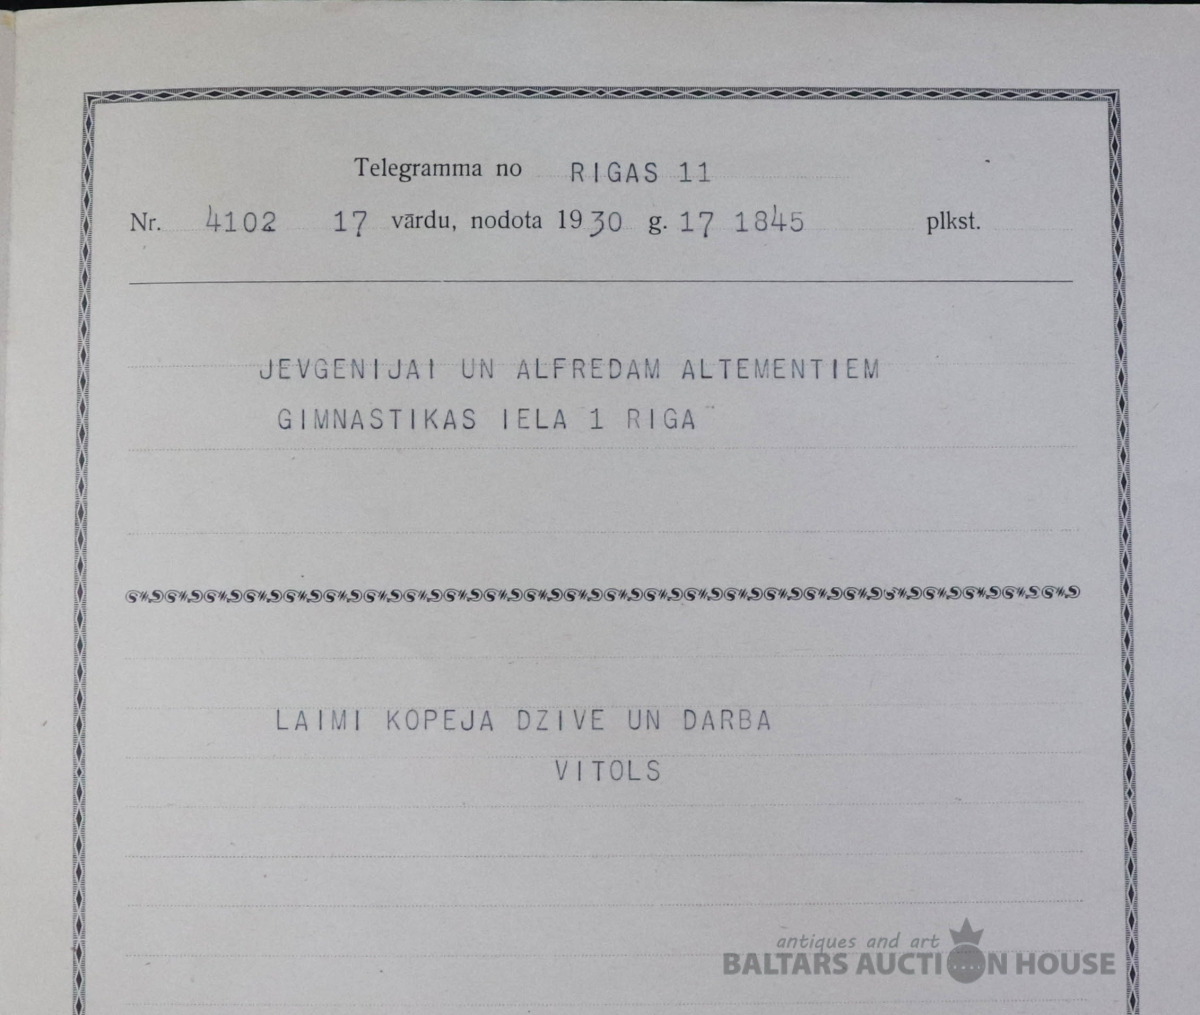 Telegramma no RIGAS 11
Nr. 4102 17 vārdu, nodota 1930 g. 17 1845 plkst.
JEVGENIJAI UN ALFREDAM ALTEMENTIEM
GIMNASTIKAS IELA 1 RIGA
LAIMI KOPEJA DZIVE UN DARBA
VITOLS
antiques and art
BALTARS AUCTION HOUSE